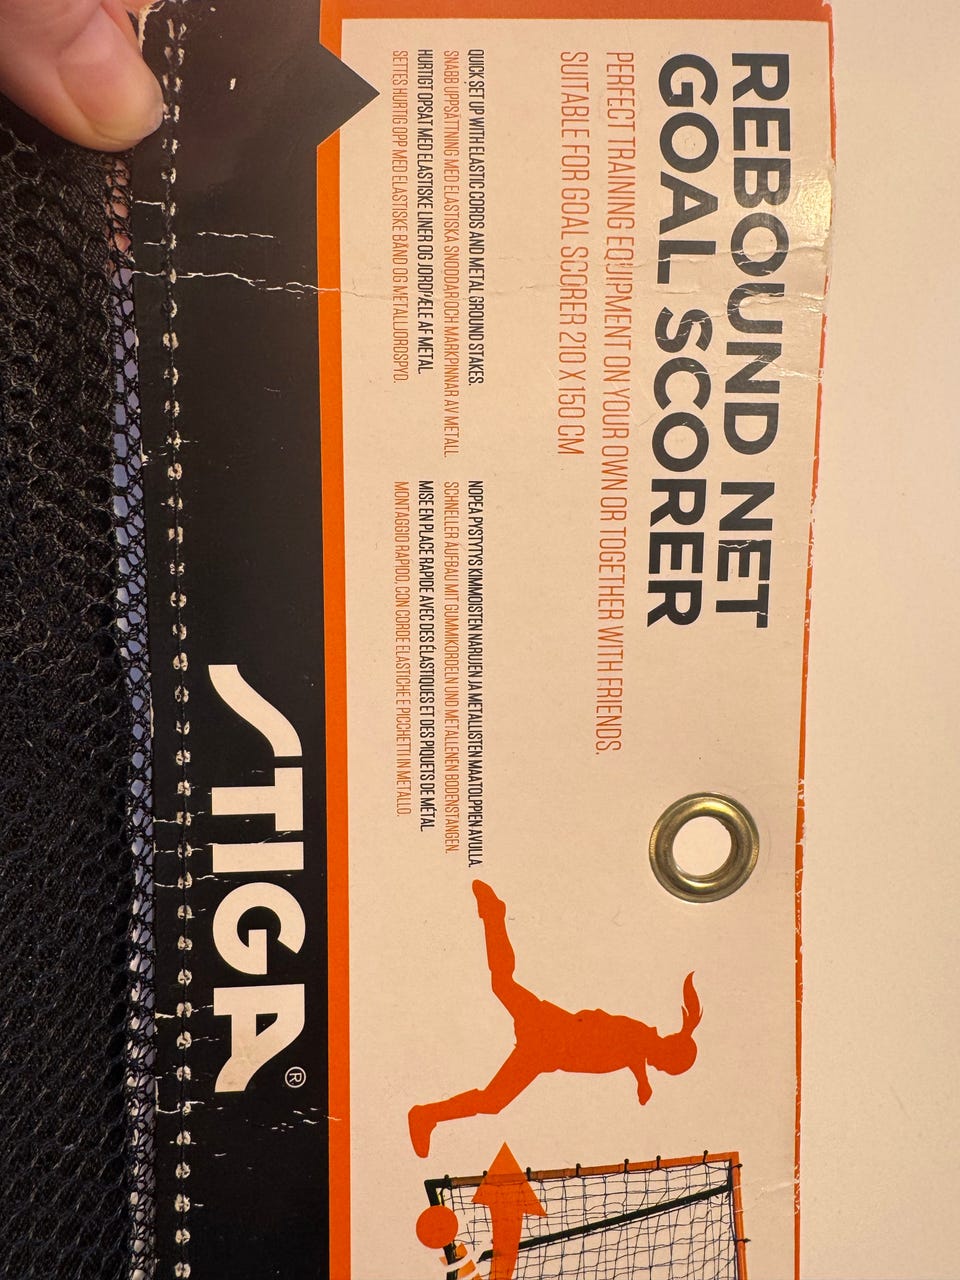 REBOUND NET
GOAL SCORER
PERFECT TRAINING EQUIPMENT ON YOUR OWN OR TOGETHER WITH FRIENDS.
SUITABLE FOR GOAL SCORER 210 X 150 CM
QUICK SET UP WITH ELASTIC CORDS AND METAL GROUND STAKES.
SNABB UPPSÄTTNING MED ELASTISKA SNODDAR OCH MARKPINNAR AV METALL.
HURTIGT OPSAT MED ELASTISKE LINER OG JORDPÆLE AF METAL.
SETTES HURTIG OPP MED ELASTISKE BÅND OG METALLJORDSPYD.
NOPEA PYSTYTYS KIMMOISTEN NARUJEN JA METALLISTEN MAATOLPPIEN AVULLA.
SCHNELLER AUFBAU MIT GUMMIKORDELN UND METALLENEN BODENSTANGEN.
MISE EN PLACE RAPIDE AVEC DES ÉLASTIQUES ET DES PIQUETS DE MÉTAL.
MONTAGGIO RAPIDO, CON CORDE ELASTICHE E PICCHETTI IN METALLO.
STIGA®